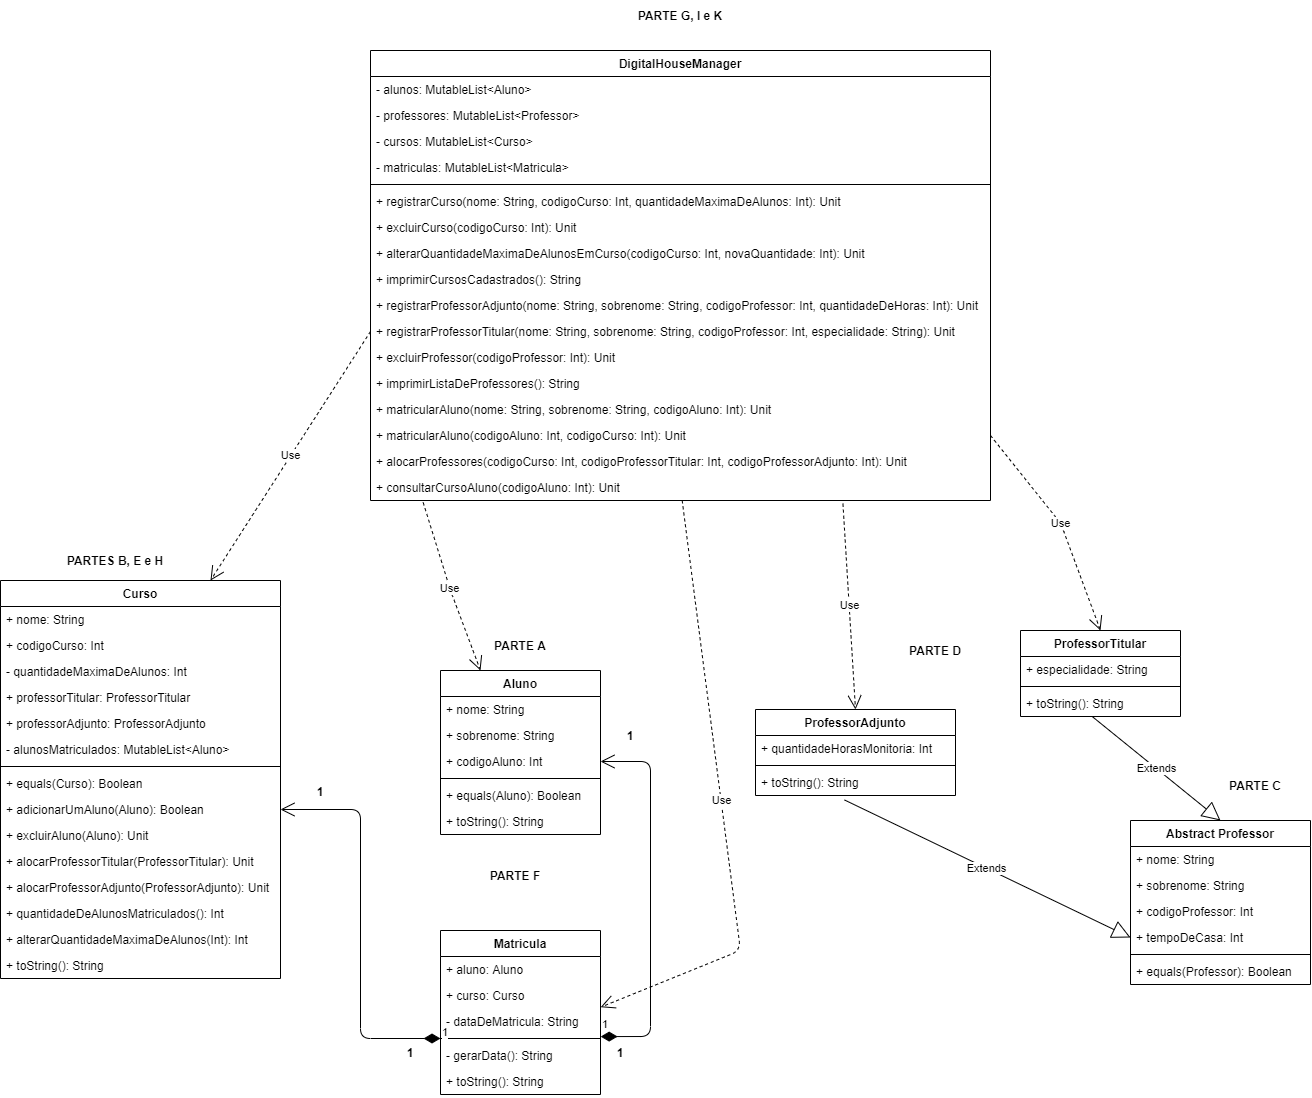 PARTE G, I e K
DigitalHouseManager
- alunos: MutableList<Aluno>
- professores: MutableList<Professor>
- cursos: MutableList<Curso>
- matriculas: MutableList<Matricula>
+ registrarCurso(nome: String, codigoCurso: Int, quantidadeMaximaDeAlunos: Int): Unit
+ excluirCurso(codigoCurso: Int): Unit
+ alterarQuantidadeMaximaDeAlunosEmCurso(codigoCurso: Int, novaQuantidade: Int): Unit
+ imprimirCursosCadastrados(): String
+ registrarProfessorAdjunto(nome: String, sobrenome: String, codigoProfessor: Int, quantidadeDeHoras: Int): Unit
+ registrarProfessorTitular(nome: String, sobrenome: String, codigoProfessor: Int, especialidade: String): Unit
+ excluirProfessor(codigoProfessor: Int): Unit
+ imprimirListaDeProfessores(): String
+ matricularAluno(nome: String, sobrenome: String, codigoAluno: Int): Unit
+ matricularAluno(codigoAluno: Int, codigoCurso: Int): Unit
+ alocarProfessores(codigoCurso: Int, codigoProfessorTitular: Int, codigoProfessorAdjunto: Int): Unit
+ consultarCursoAluno(codigoAluno: Int): Unit
Use
Use
Use
Use
Use
PARTES B, E e H
Curso
+ nome: String
+ codigoCurso: Int
- quantidadeMaximaDeAlunos: Int
+ professorTitular: ProfessorTitular
+ professorAdjunto: ProfessorAdjunto
- alunosMatriculados: MutableList<Aluno>
+ equals(Curso): Boolean
+ adicionarUmAluno(Aluno): Boolean
+ excluirAluno(Aluno): Unit
+ alocarProfessorTitular(ProfessorTitular): Unit
+ alocarProfessorAdjunto(ProfessorAdjunto): Unit
+ quantidadeDeAlunosMatriculados(): Int
+ alterarQuantidadeMaximaDeAlunos(Int): Int
+ toString(): String
1
PARTE A
Aluno
+ nome: String
+ sobrenome: String
+ codigoAluno: Int
+ equals(Aluno): Boolean
+ toString(): String
1
PARTE F
Matricula
+ aluno: Aluno
+ curso: Curso
- dataDeMatricula: String
- gerarData(): String
+ toString(): String
1
1
1
1
PARTE D
ProfessorAdjunto
+ quantidadeHorasMonitoria: Int
+ toString(): String
Extends
ProfessorTitular
+ especialidade: String
+ toString(): String
Extends
PARTE C
Abstract Professor
+ nome: String
+ sobrenome: String
+ codigoProfessor: Int
+ tempoDeCasa: Int
+ equals(Professor): Boolean